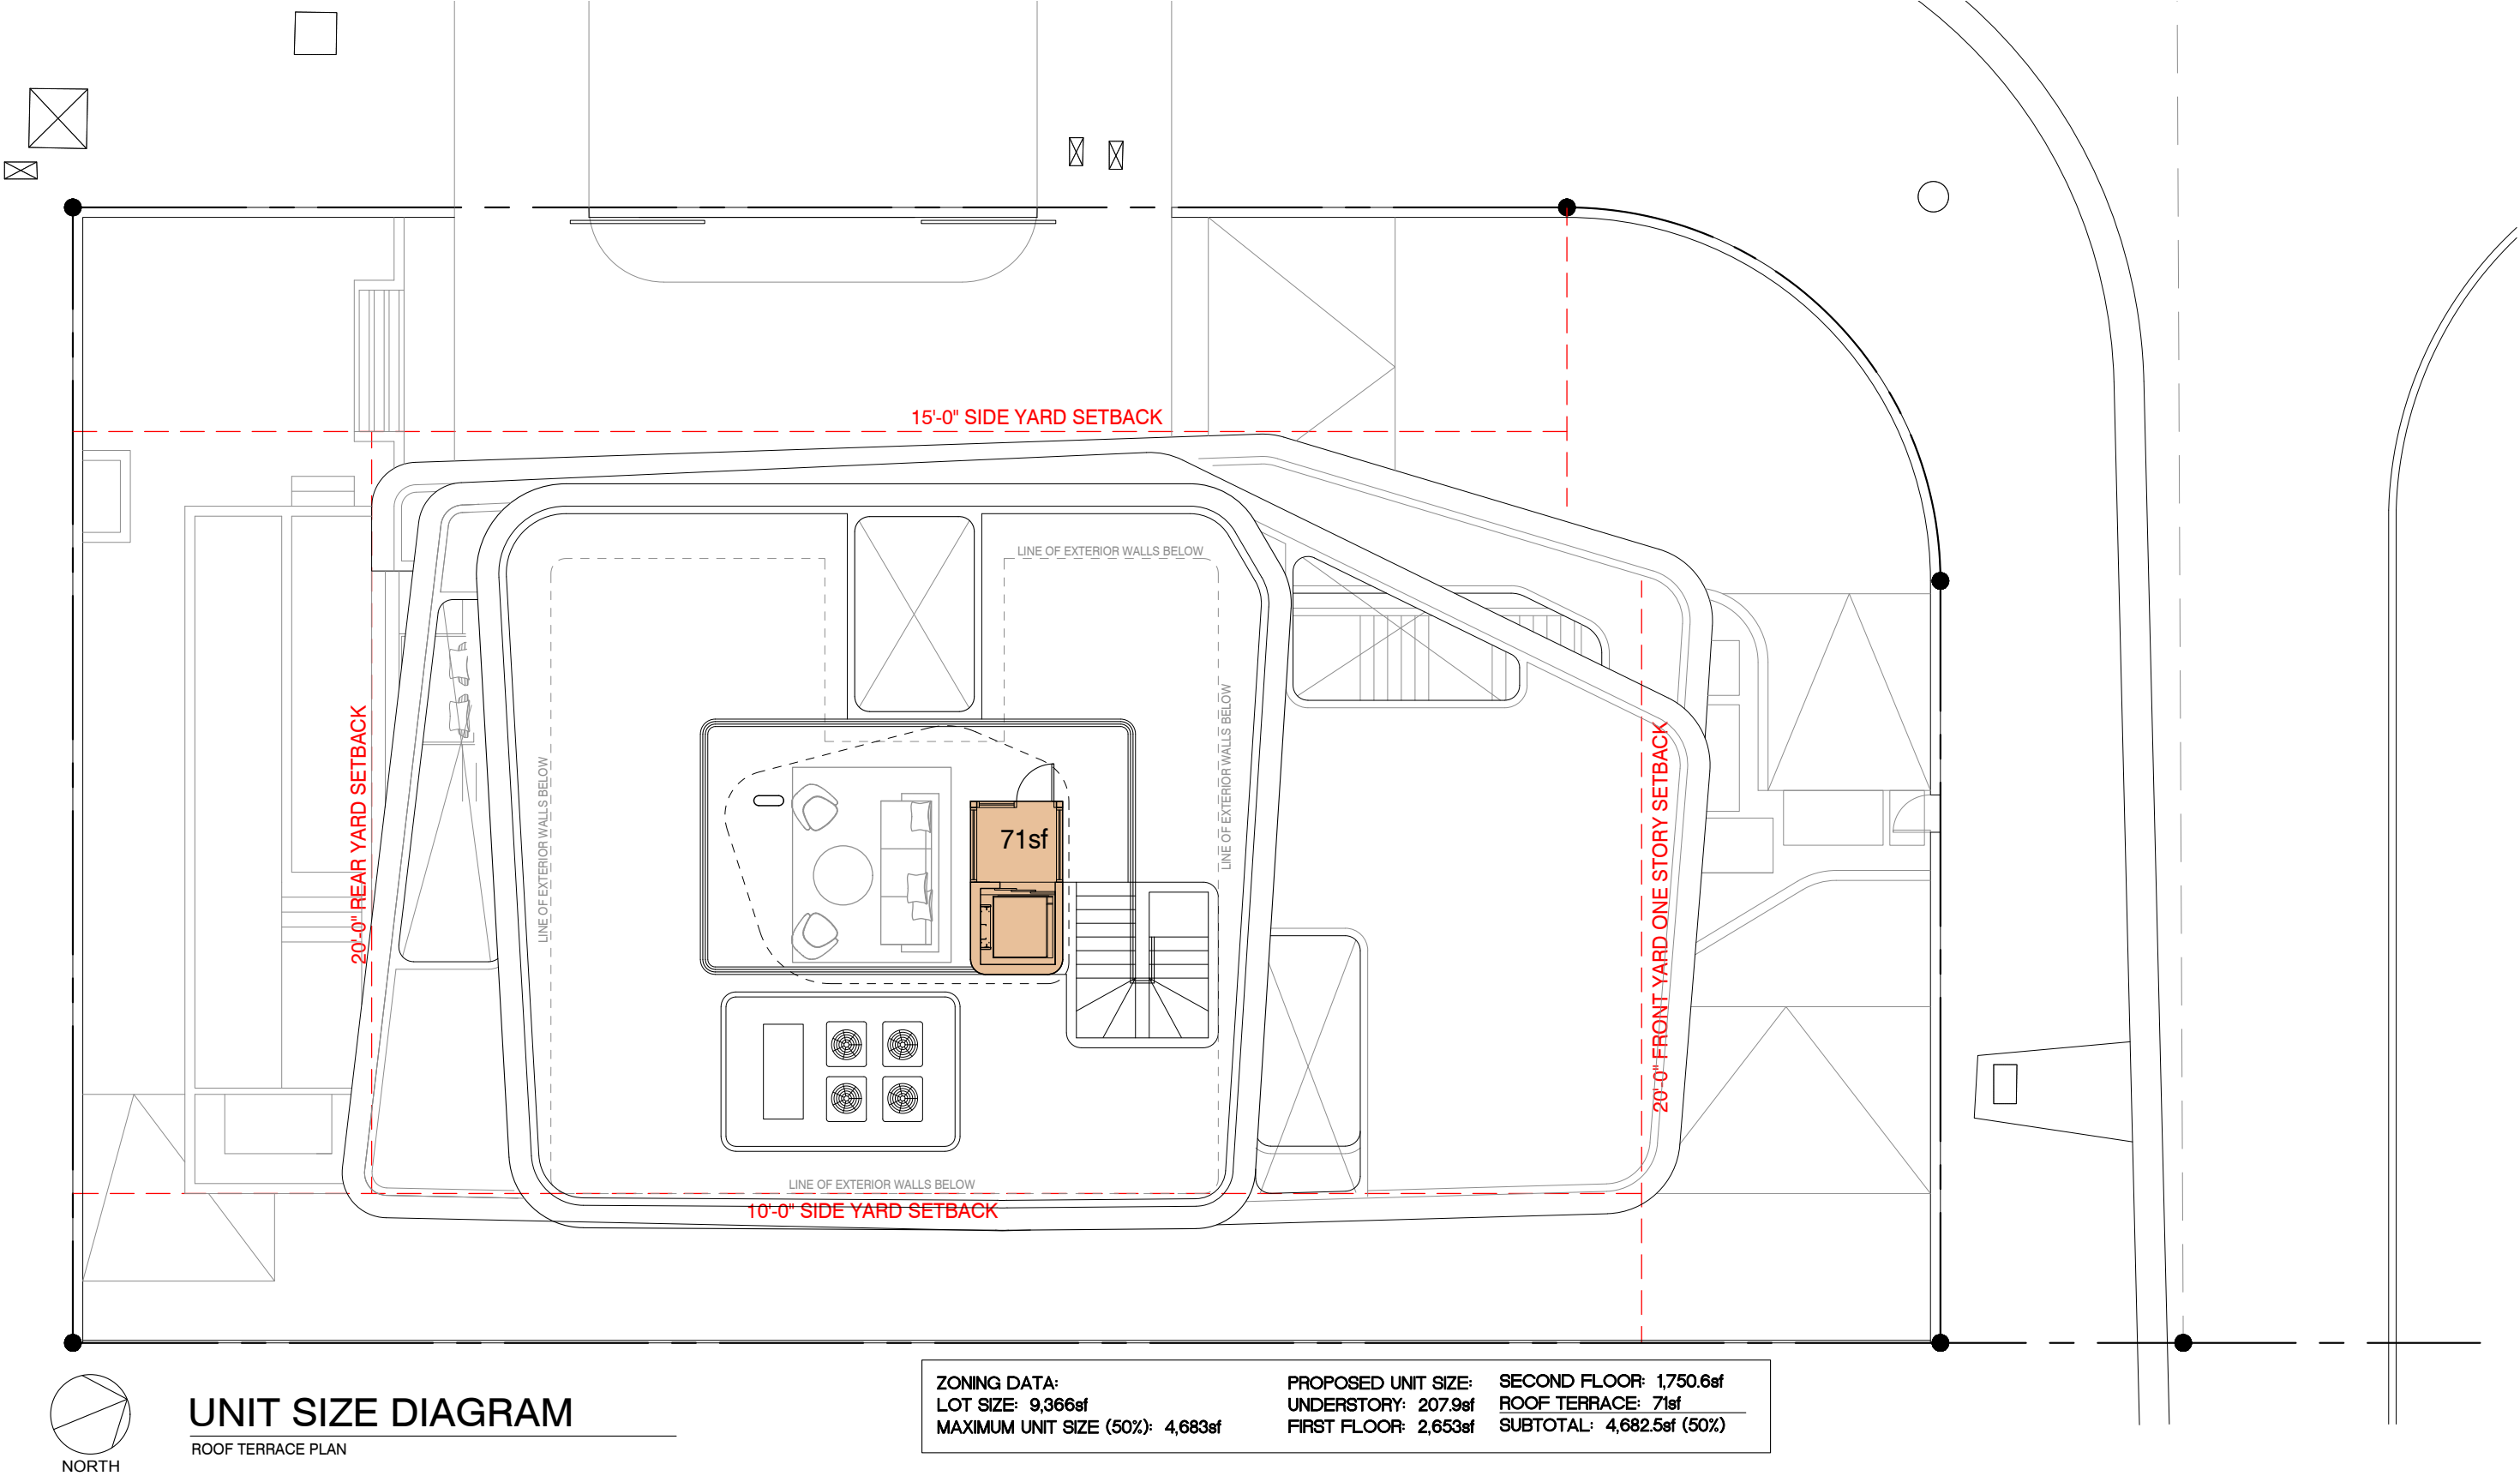 15'-0" SIDE YARD SETBACK
LINE OF EXTERIOR WALLS BELOW
20'-0" REAR YARD SETBACK
LINE OF EXTERIOR WALLS BELOW
71sf
LINE OF EXTERIOR WALLS BELOW
20'-0" FRONT YARD ONE STORY SETBACK
LINE OF EXTERIOR WALLS BELOW
10'-0" SIDE YARD SETBACK
NORTH
UNIT SIZE DIAGRAM
ROOF TERRACE PLAN
ZONING DATA:
LOT SIZE: 9,366sf
MAXIMUM UNIT SIZE (50%): 4,683sf
PROPOSED UNIT SIZE:
UNDERSTORY: 207.9sf
FIRST FLOOR: 2,653sf
SECOND FLOOR: 1,750.6sf
ROOF TERRACE: 71sf
SUBTOTAL: 4,682.5sf (50%)